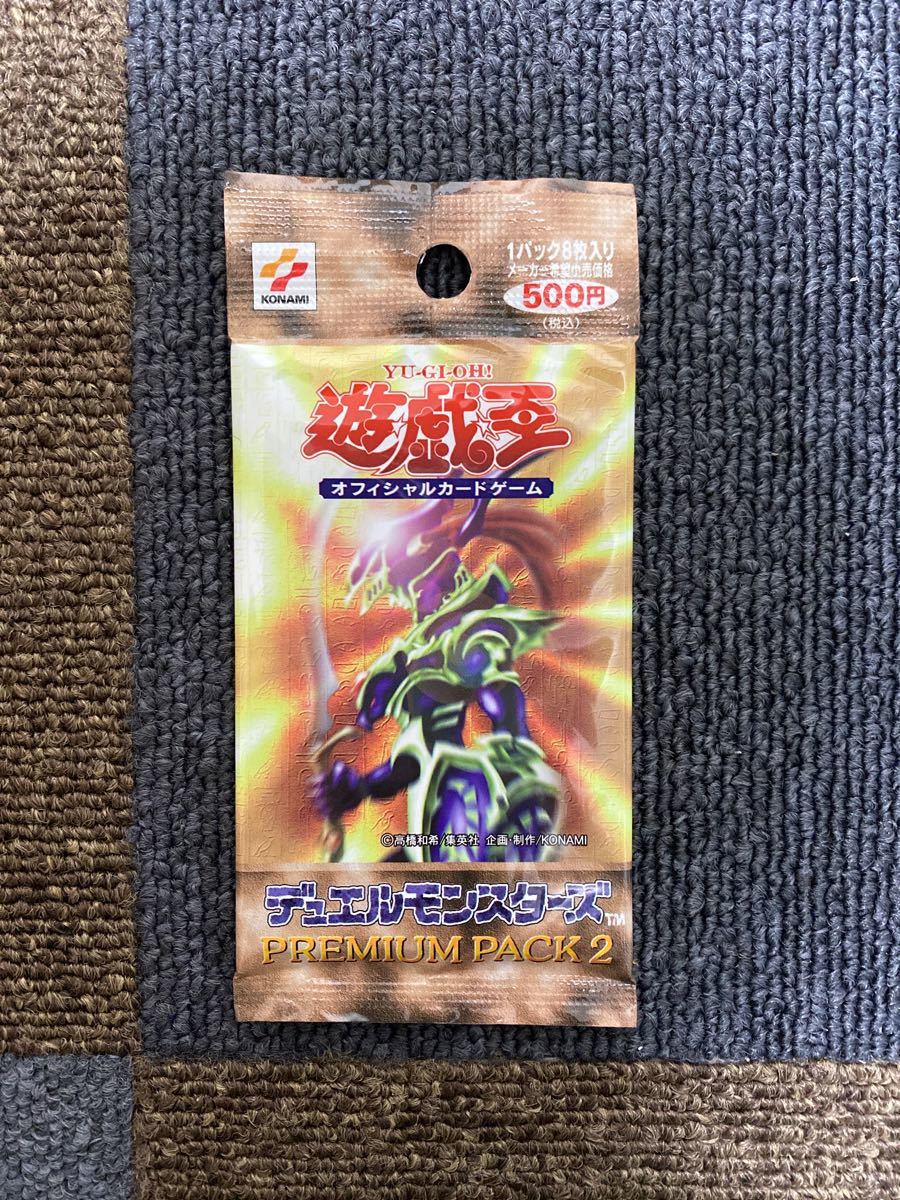 KONAMI
1パック8枚入り
メーカー希望小売価格
500円
(税込)
YU-GI-OH!
遊☆戯☆王
オフィシャルカードゲーム
©高橋和希/集英社 企画・制作/KONAMI
デュエルモンスターズ™
PREMIUM PACK 2